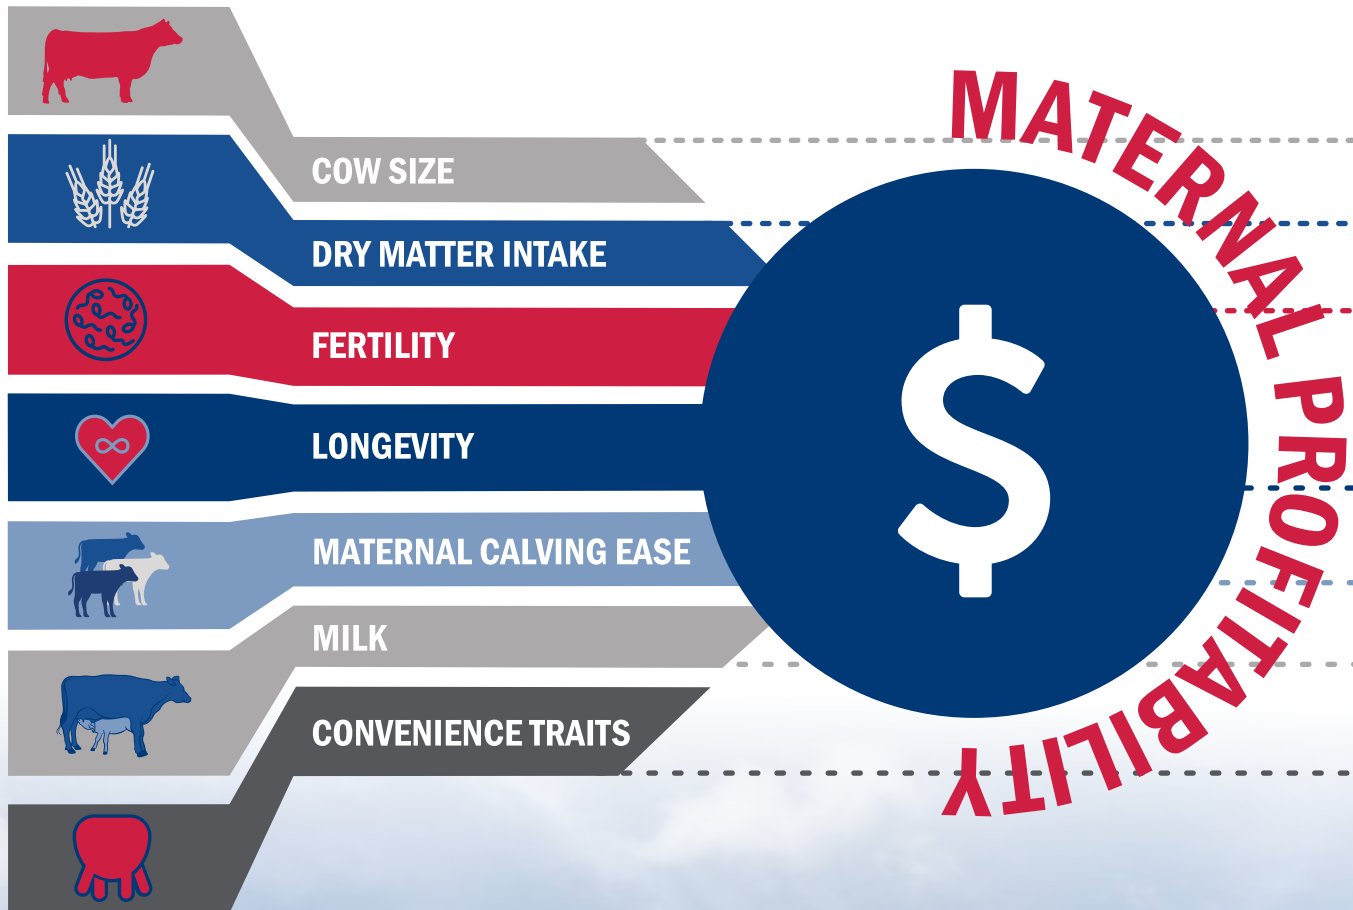 COW SIZE
DRY MATTER INTAKE
FERTILITY
LONGEVITY
MATERNAL CALVING EASE
MILK
CONVENIENCE TRAITS
$
MATERNAL PROFITABILITY